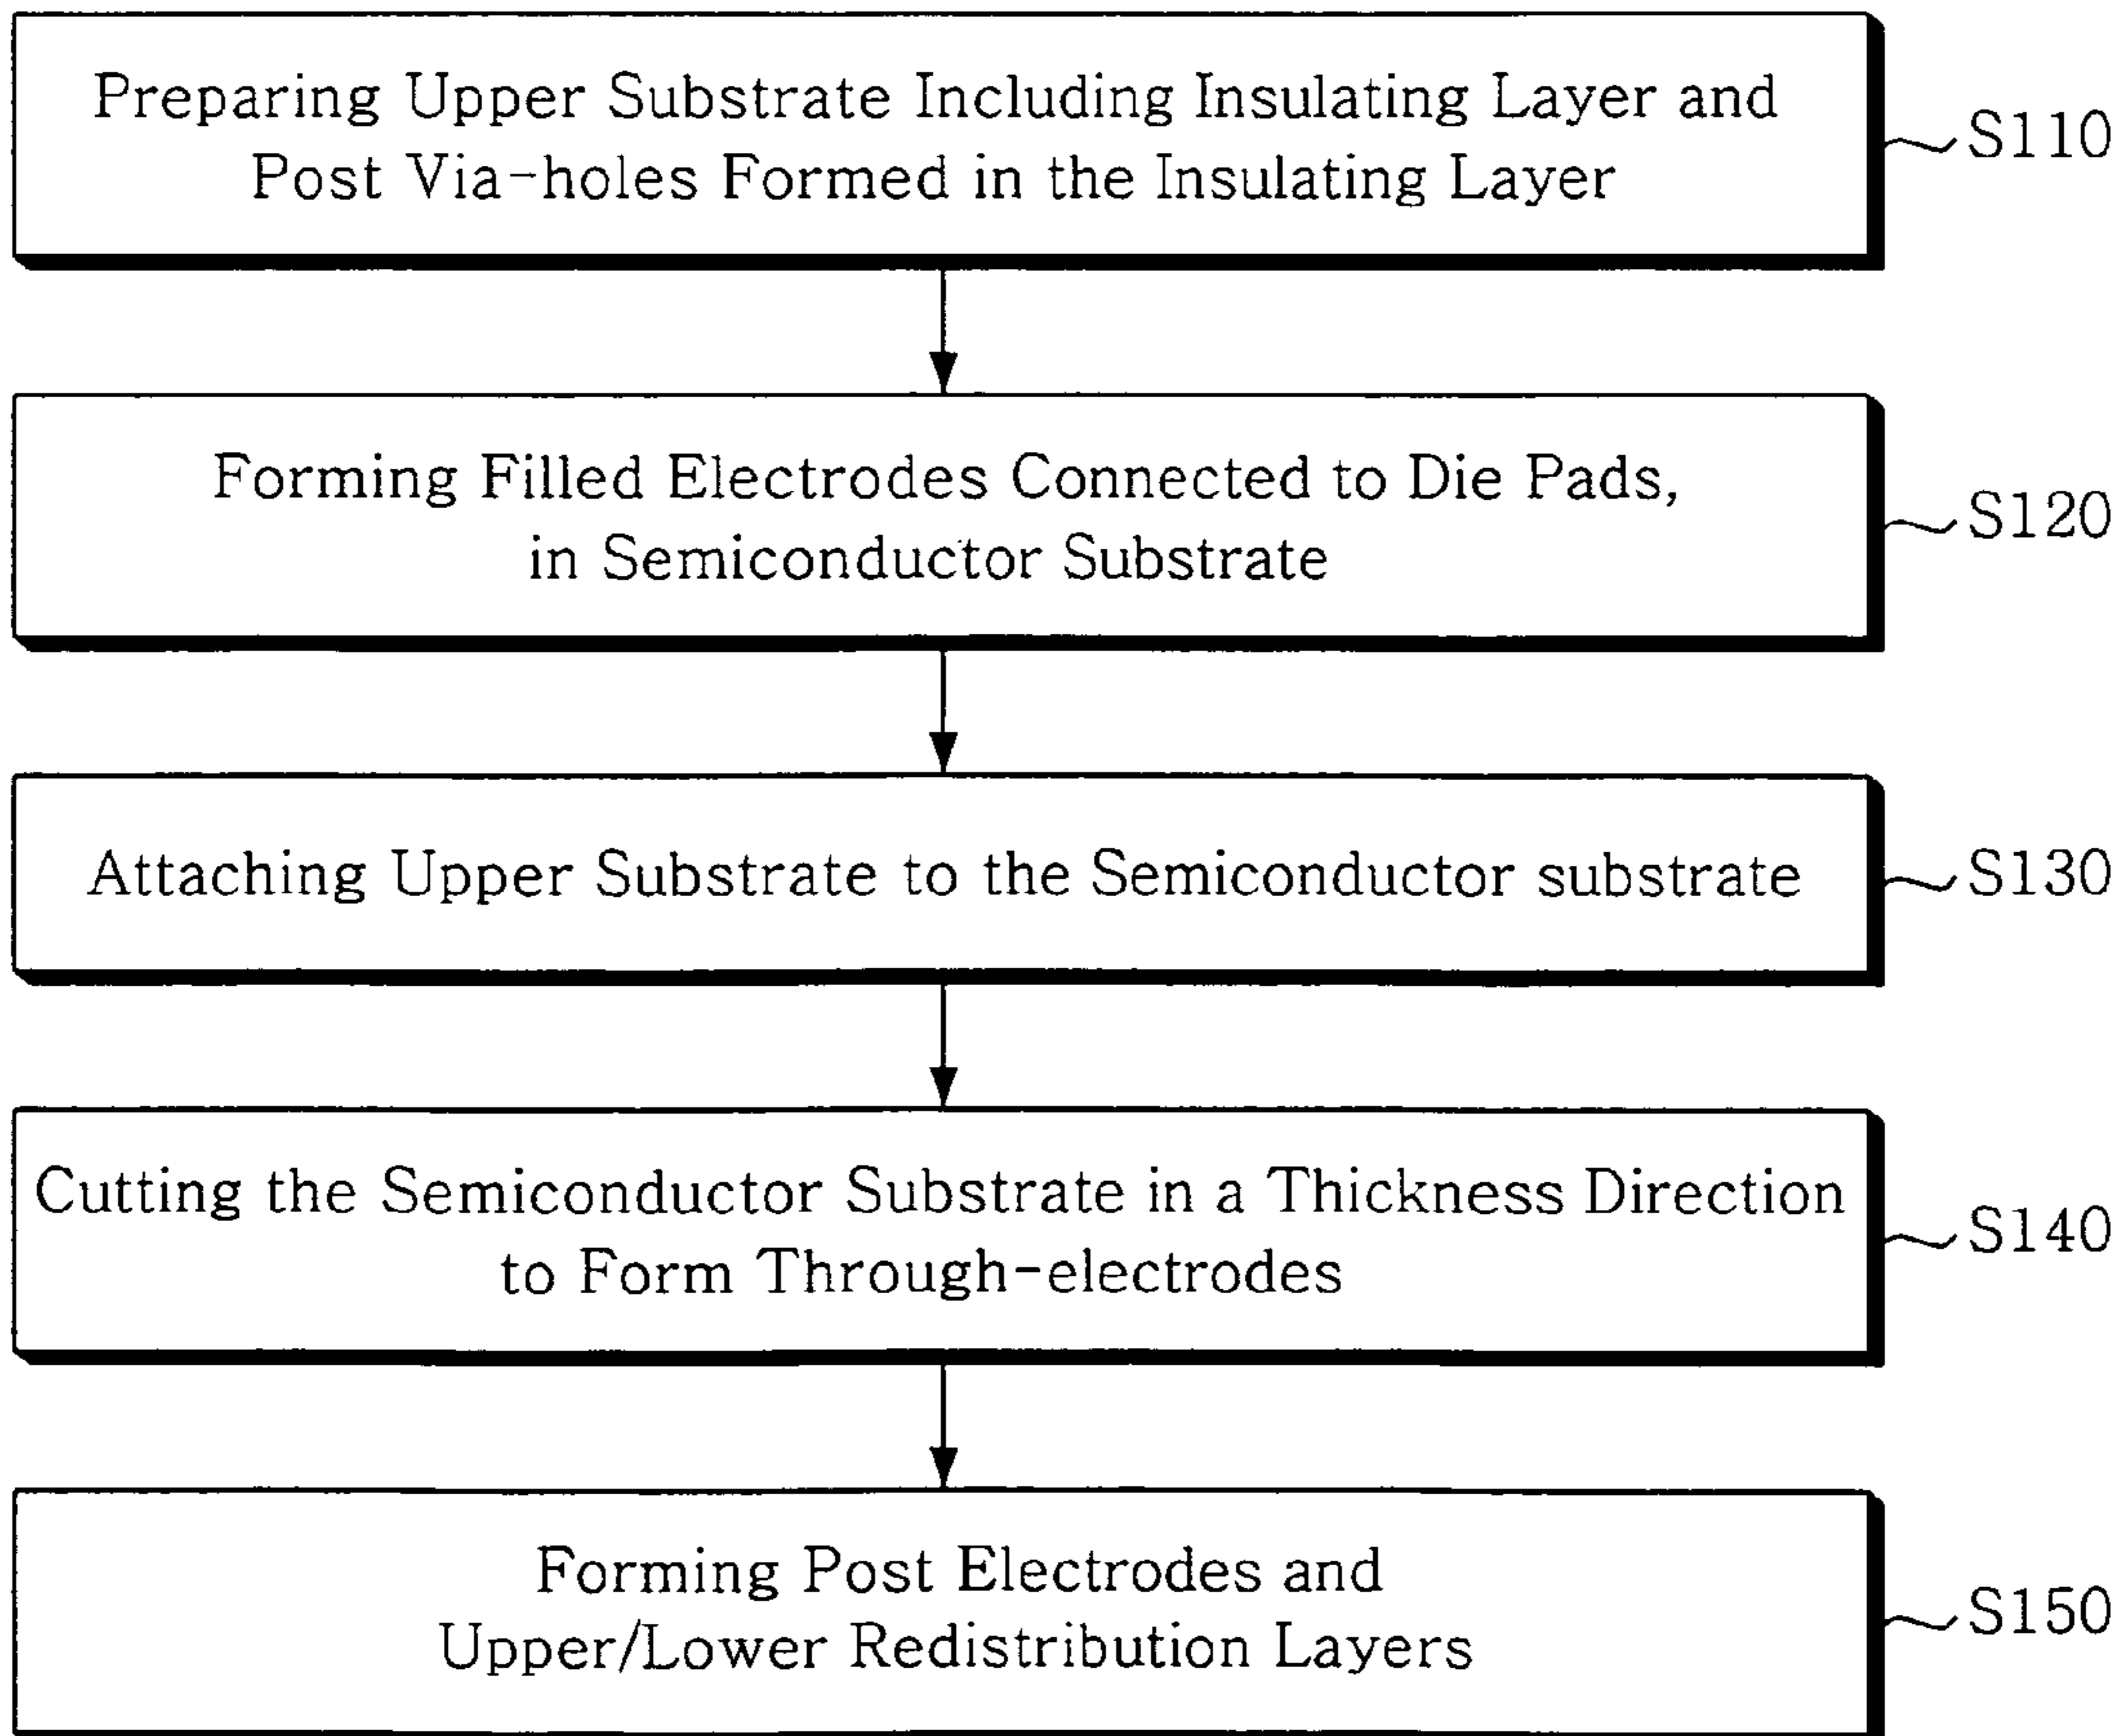 Preparing Upper Substrate Including Insulating Layer and
Post Via-holes Formed in the Insulating Layer
S110
Forming Filled Electrodes Connected to Die Pads,
in Semiconductor Substrate
S120
Attaching Upper Substrate to the Semiconductor substrate
S130
Cutting the Semiconductor Substrate in a Thickness Direction
to Form Through-electrodes
S140
Forming Post Electrodes and
Upper/Lower Redistribution Layers
S150